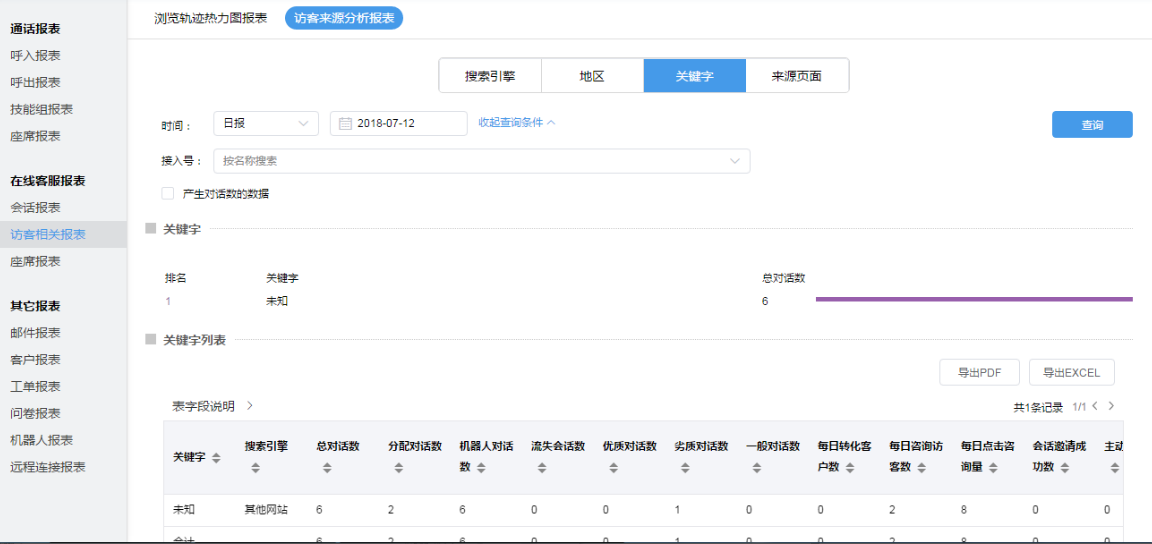 通话报表
呼入报表
呼出报表
技能组报表
座席报表
在线客服报表
会话报表
访客相关报表
座席报表
其它报表
邮件报表
客户报表
工单报表
问卷报表
机器人报表
远程连接报表
浏览轨迹热力图报表 访客来源分析报表
搜索引擎 地区 关键字 来源页面
时间： 日报 2018-07-12 收起查询条件 查询
接入号： 按名称搜索
产生对话数的数据
关键字
排名 关键字 总对话数
1 未知 6
关键字列表
导出PDF 导出EXCEL
表字段说明
共1条记录 1/1
关键字 搜索引擎 总对话数 分配对话数 机器人对话数 流失会话数 优质对话数 劣质对话数 一般对话数 每日转化客户数 每日咨询访客数 每日点击咨询量 会话邀请成功数 主动
未知 其他网站 6 2 6 0 0 1 0 0 2 8 0 0
合计 6 2 6 0 0 1 0 0 2 8 0 0